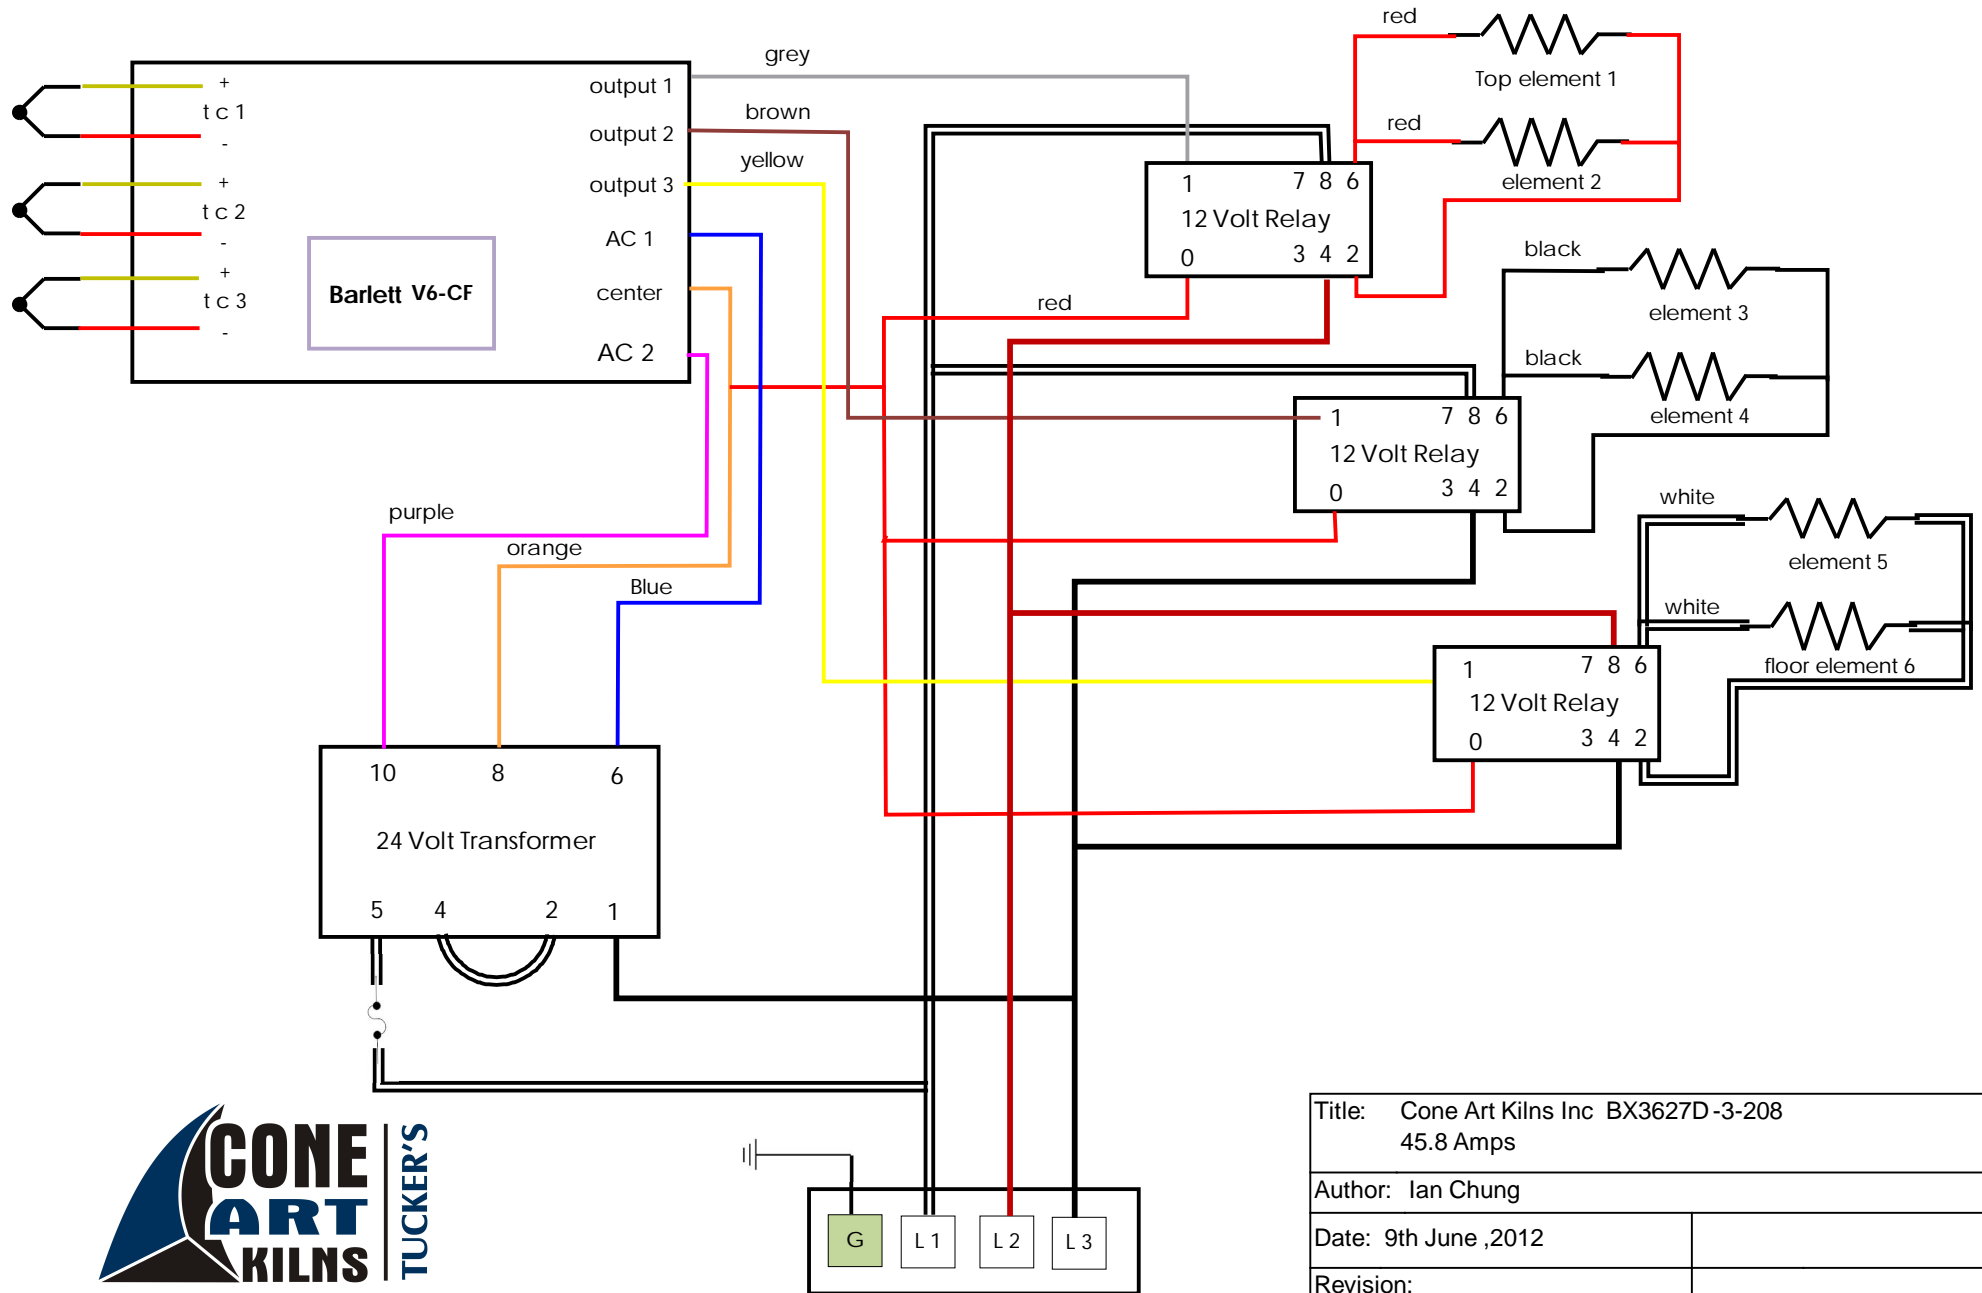 red
Top element 1
red
element 2
grey
brown
yellow
+
t c 1
-
+
t c 2
-
+
t c 3
-
output 1
output 2
output 3
AC 1
center
AC 2
Barlett V6-CF
1 7 8 6
12 Volt Relay
0 3 4 2
red
black
element 3
black
element 4
1 7 8 6
12 Volt Relay
0 3 4 2
white
element 5
white
floor element 6
1 7 8 6
12 Volt Relay
0 3 4 2
purple
orange
Blue
10 8 6
24 Volt Transformer
5 4 2 1
G L 1 L 2 L 3
CONE
ART
KILNS
TUCKER'S
Title: Cone Art Kilns Inc BX3627D-3-208
45.8 Amps
Author: Ian Chung
Date: 9th June ,2012
Revision: